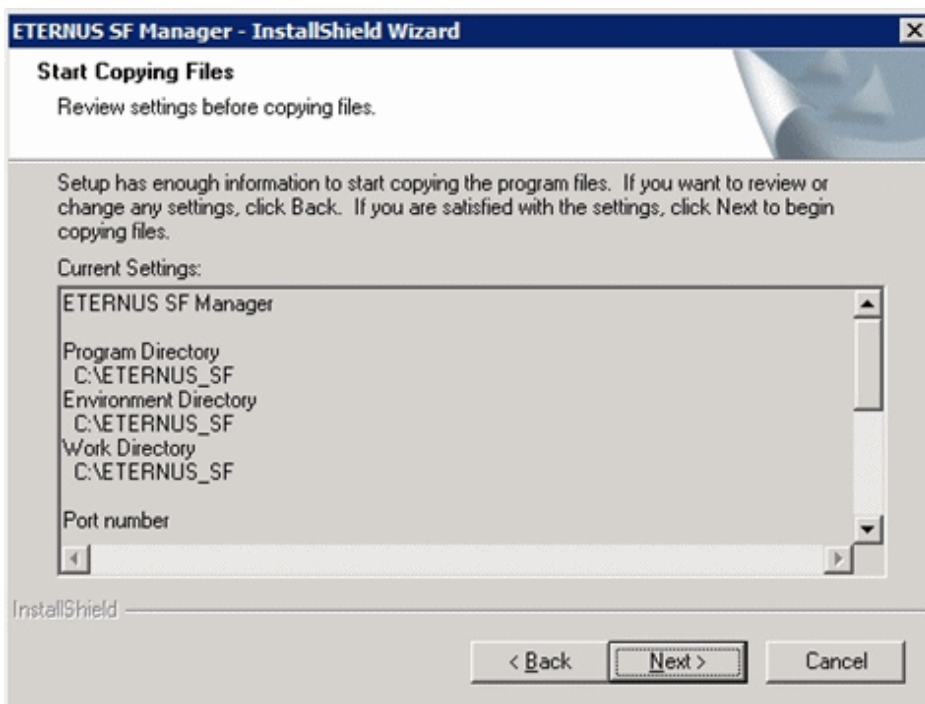 ETERNUS SF Manager - InstallShield Wizard
Start Copying Files
Review settings before copying files.
Setup has enough information to start copying the program files.  If you want to review or
change any settings, click Back.  If you are satisfied with the settings, click Next to begin
copying files.
Current Settings:
ETERNUS SF Manager
Program Directory
C:\ETERNUS_SF
Environment Directory
C:\ETERNUS_SF
Work Directory
C:\ETERNUS_SF
Port number
InstallShield
< Back
Next >
Cancel